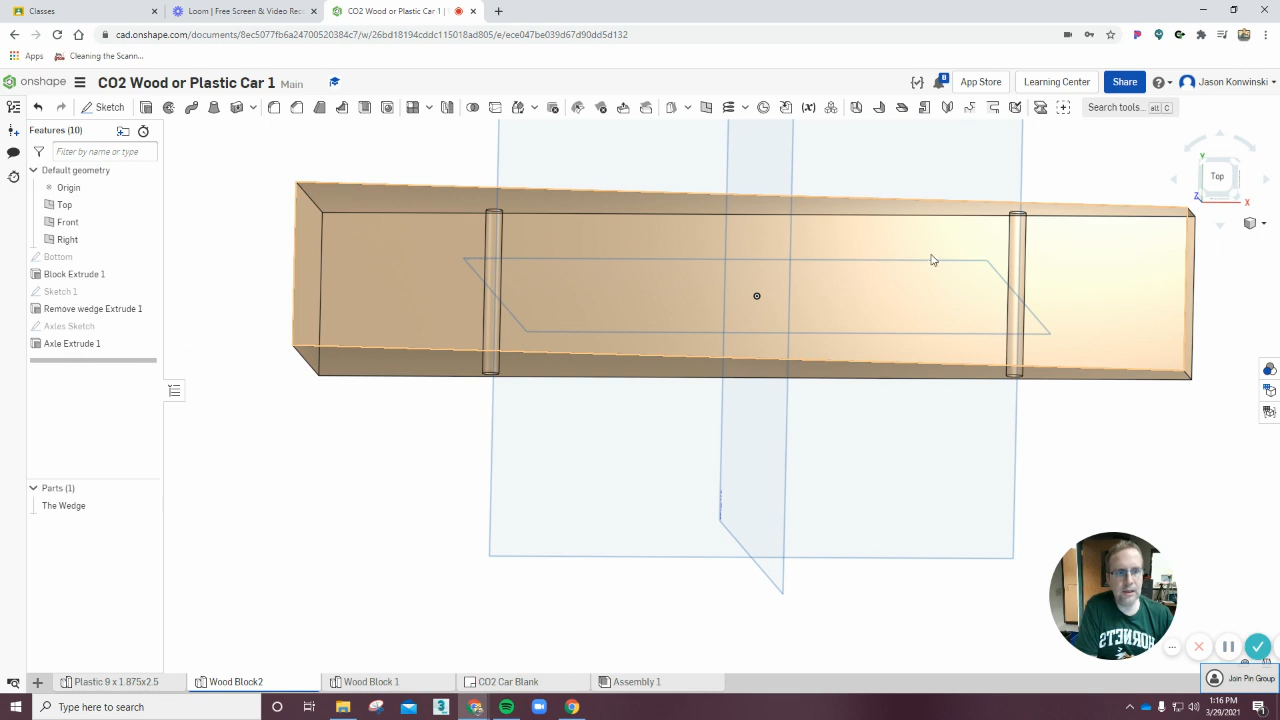 Classes
Loom | Free Screen & Video Rec
CO2 Wood or Plastic Car 1 |
cad.onshape.com/documents/8ec5077fb6a24700520384c7/w/26bd18194cddc115018ad805/e/ece047be039d67d90dd5d132
Apps
Cleaning the Scann...
onshape
CO2 Wood or Plastic Car 1 Main
App Store
Learning Center
Share
Jason Konwinski
Sketch
(x)
Search tools...
alt C
Features (10)
Filter by name or type
Default geometry
Origin
Top
Front
Right
Bottom
Block Extrude 1
Sketch 1
Remove wedge Extrude 1
Axles Sketch
Axle Extrude 1
Parts (1)
The Wedge
Y
Top
Z
X
HORNETS
Plastic 9 x 1.875x2.5
Wood Block2
Wood Block 1
CO2 Car Blank
Assembly 1
Join Pin Group
Type here to search
1:16 PM
3/29/2021